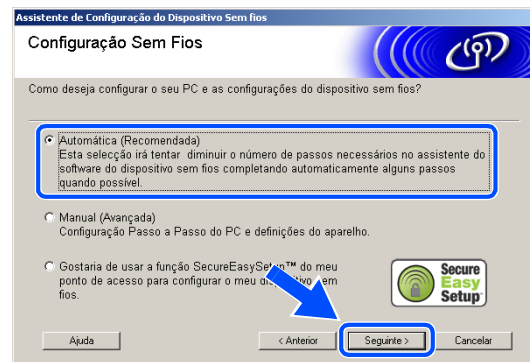 Assistente de Configuração do Dispositivo Sem fios
Configuração Sem Fios
Como deseja configurar o seu PC e as configurações do dispositivo sem fios?
Automática (Recomendada)
Esta selecção irá tentar diminuir o número de passos necessários no assistente do
software do dispositivo sem fios completando automaticamente alguns passos
quando possível.
Manual (Avançada)
Configuração Passo a Passo do PC e definições do aparelho.
Gostaria de usar a função SecureEasySetup™ do meu
ponto de acesso para configurar o meu sem
fios.
Secure
Easy
Setup
Ajuda
< Anterior
Seguinte >
Cancelar